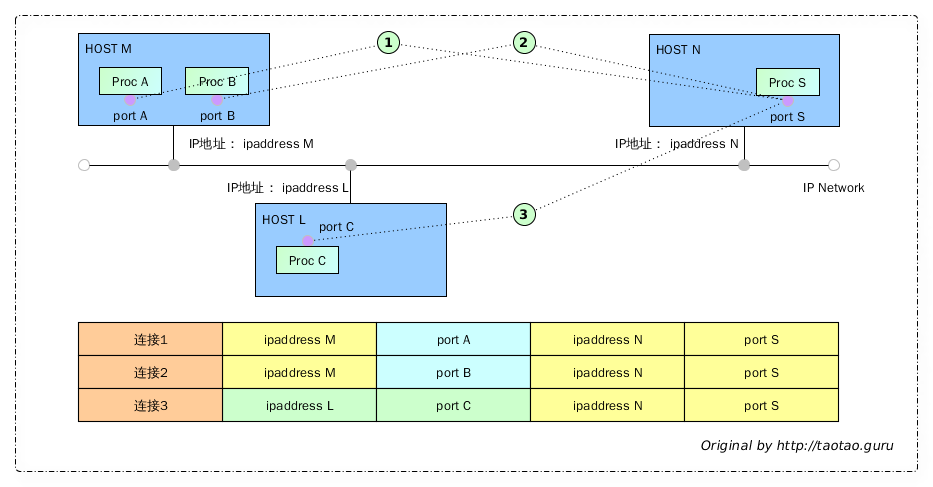 HOST M
Proc A
Proc B
port A
port B
1
2
HOST N
Proc S
port S
IP地址： ipaddress M
IP地址： ipaddress N
IP地址： ipaddress L
IP Network
HOST L
port C
Proc C
3
连接1 ipaddress M port A ipaddress N port S
连接2 ipaddress M port B ipaddress N port S
连接3 ipaddress L port C ipaddress N port S
Original by http://taotao.guru